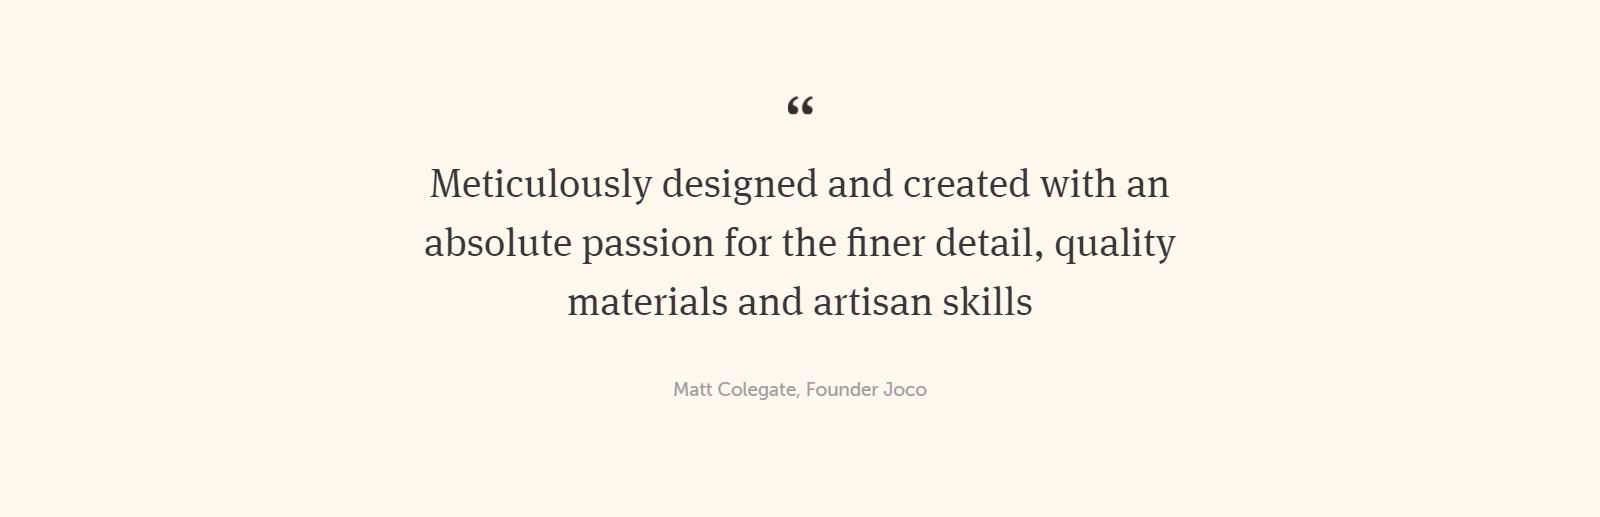 “
Meticulously designed and created with an
absolute passion for the finer detail, quality
materials and artisan skills
Matt Colegate, Founder Joco